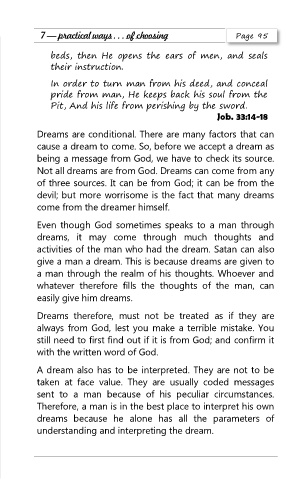 7 — practical ways . . . of choosing Page 95
beds, then He opens the ears of men, and seals
their instruction.
In order to turn man from his deed, and conceal
pride from man, He keeps back his soul from the
Pit, And his life from perishing by the sword.
Job. 33:14-18
Dreams are conditional. There are many factors that can
cause a dream to come. So, before we accept a dream as
being a message from God, we have to check its source.
Not all dreams are from God. Dreams can come from any
of three sources. It can be from God; it can be from the
devil; but more worrisome is the fact that many dreams
come from the dreamer himself.
Even though God sometimes speaks to a man through
dreams, it may come through much thoughts and
activities of the man who had the dream. Satan can also
give a man a dream. This is because dreams are given to
a man through the realm of his thoughts. Whoever and
whatever therefore fills the thoughts of the man, can
easily give him dreams.
Dreams therefore, must not be treated as if they are
always from God, lest you make a terrible mistake. You
still need to first find out if it is from God; and confirm it
with the written word of God.
A dream also has to be interpreted. They are not to be
taken at face value. They are usually coded messages
sent to a man because of his peculiar circumstances.
Therefore, a man is in the best place to interpret his own
dreams because he alone has all the parameters of
understanding and interpreting the dream.